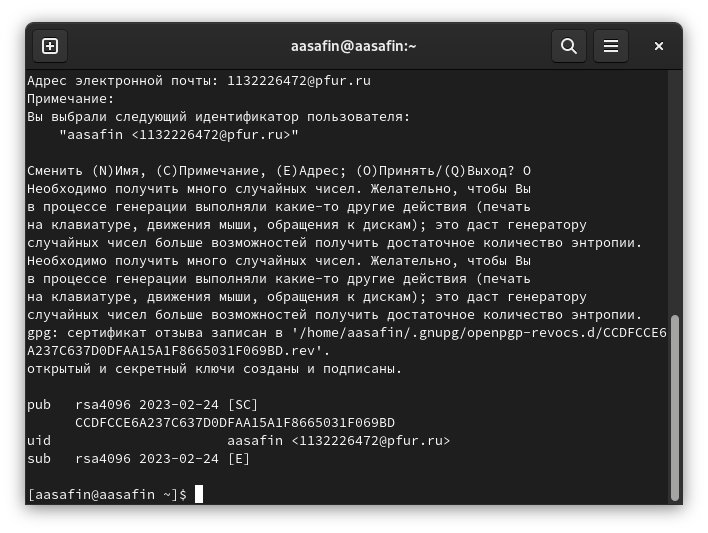 aasafin@aasafin:~
Адрес электронной почты: 1132226472@pfur.ru
Примечание:
Вы выбрали следующий идентификатор пользователя:
"aasafin <1132226472@pfur.ru>"
Сменить (N)Имя, (C)Примечание, (E)Адрес; (O)Принять/(Q)Выход? O
Необходимо получить много случайных чисел. Желательно, чтобы Вы
в процессе генерации выполняли какие-то другие действия (печать
на клавиатуре, движения мыши, обращения к дискам); это даст генератору
случайных чисел больше возможностей получить достаточное количество энтропии.
Необходимо получить много случайных чисел. Желательно, чтобы Вы
в процессе генерации выполняли какие-то другие действия (печать
на клавиатуре, движения мыши, обращения к дискам); это даст генератору
случайных чисел больше возможностей получить достаточное количество энтропии.
gpg: сертификат отзыва записан в '/home/aasafin/.gnupg/openpgp-revocs.d/CCDFCCE6
A237C637D0DFAA15A1F8665031F069BD.rev'.
открытый и секретный ключи созданы и подписаны.
pub   rsa4096 2023-02-24 [SC]
CCDFCCE6A237C637D0DFAA15A1F8665031F069BD
uid                      aasafin <1132226472@pfur.ru>
sub   rsa4096 2023-02-24 [E]
[aasafin@aasafin ~]$